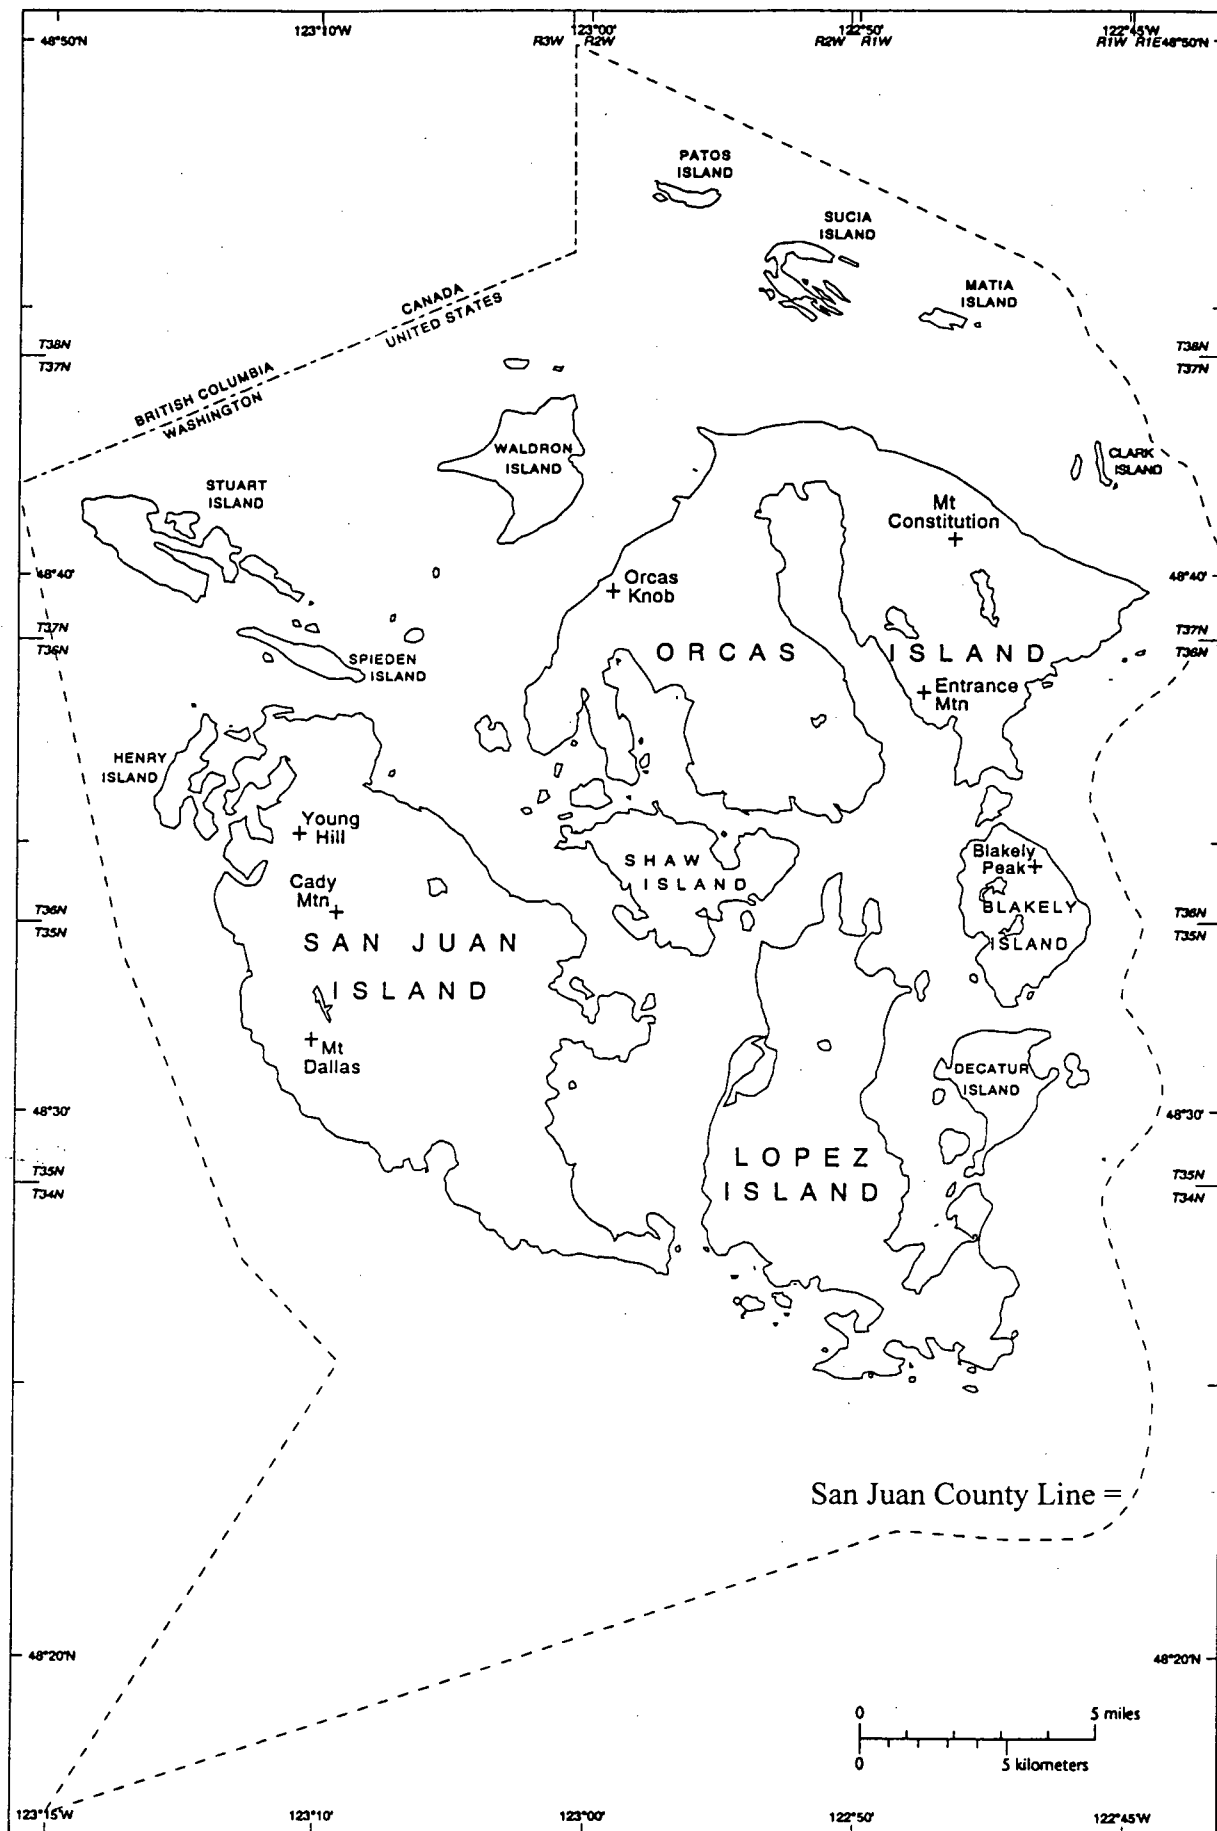 123°10'W
123°00'
122°50'
122°45'W
48°50'N
R3W R2W
R2W R1W
R1W R1E
48°50'N
PATOS
ISLAND
SUCIA
ISLAND
MATIA
ISLAND
CANADA
UNITED STATES
T38N
T37N
T38N
T37N
BRITISH COLUMBIA
WASHINGTON
WALDRON
ISLAND
CLARK
ISLAND
STUART
ISLAND
Mt
Constitution
48°40'
48°40'
Orcas
Knob
T37N
T36N
T37N
T36N
ORCAS ISLAND
SPIEDEN
ISLAND
Entrance
Mtn
HENRY
ISLAND
Young
Hill
SHAW
ISLAND
Blakely
Peak
Cady
Mtn
BLAKELY
ISLAND
T36N
T35N
T36N
T35N
SAN JUAN
ISLAND
Mt
Dallas
DECATUR
ISLAND
48°30'
48°30'
LOPEZ
ISLAND
T35N
T34N
T35N
T34N
San Juan County Line =
48°20'N
48°20'N
0 5 miles
0 5 kilometers
123°15'W
123°10'
123°00'
122°50'
122°45'W